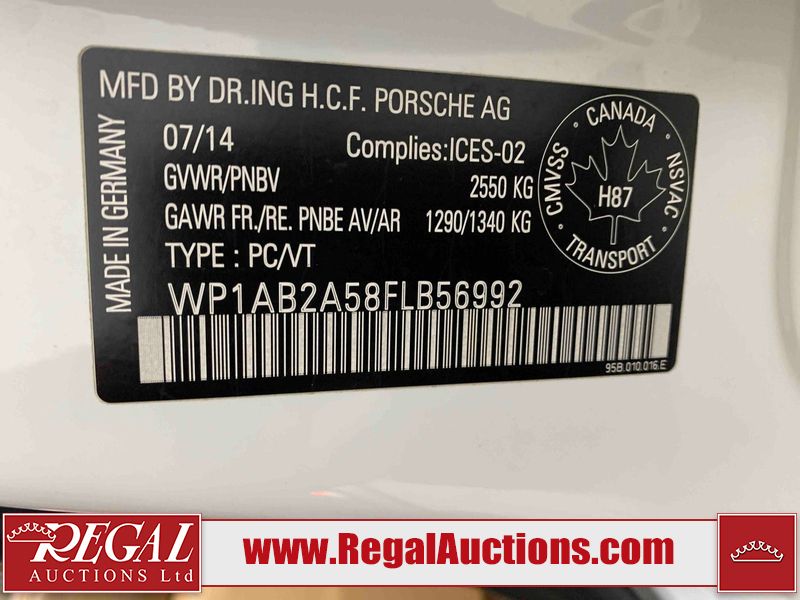 MFD BY DR.ING H.C.F. PORSCHE AG
MADE IN GERMANY
07/14 Complies:ICES-02
GVWR/PNBV 2550 KG
GAWR FR./RE. PNBE AV/AR 1290/1340 KG
TYPE : PC/VT
WP1AB2A58FLB56992
CANADA
CMVSS
NSVAC
H87
TRANSPORT
95B.010.016.E
REGAL
AUCTIONS Ltd
www.RegalAuctions.com